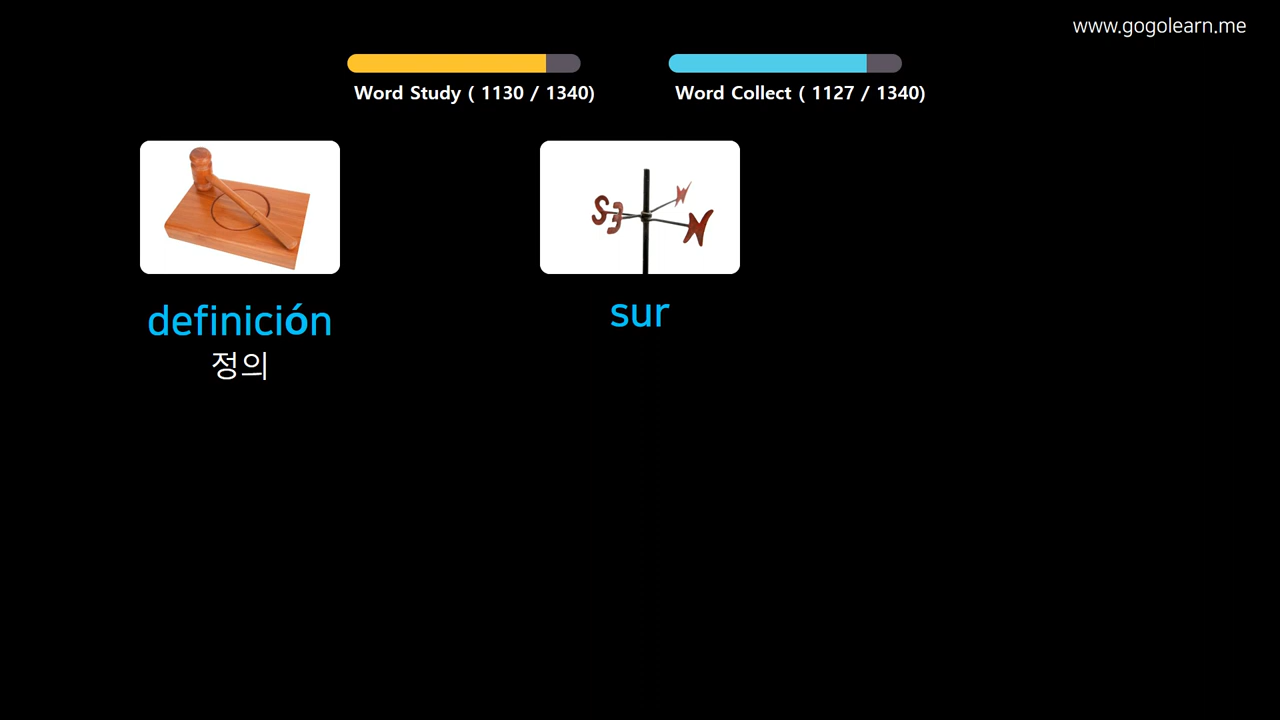 www.gogolearn.me
Word Study ( 1130 / 1340)
Word Collect ( 1127 / 1340)
definición
정의
sur